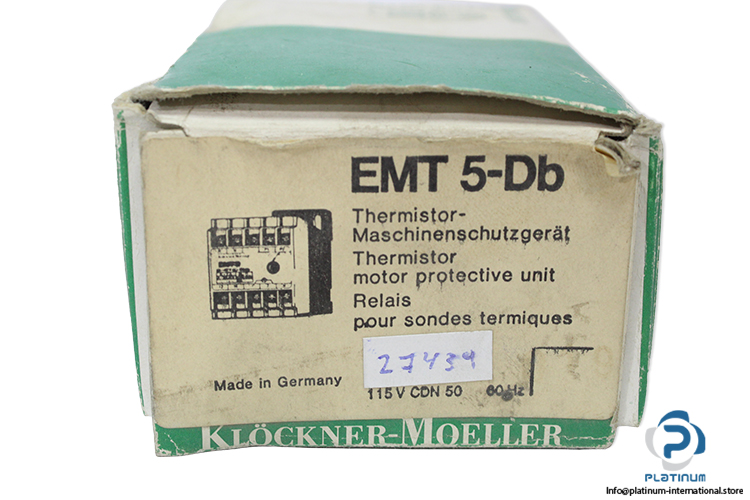 EMT 5-Db
Thermistor-
Maschinenschutzgerät
Thermistor
motor protective unit
Relais
pour sondes termiques
27439
Made in Germany
115V CDN 50 60 Hz
KLÖCKNER-MOELLER
PLATINUM
Info@platinum-international.store